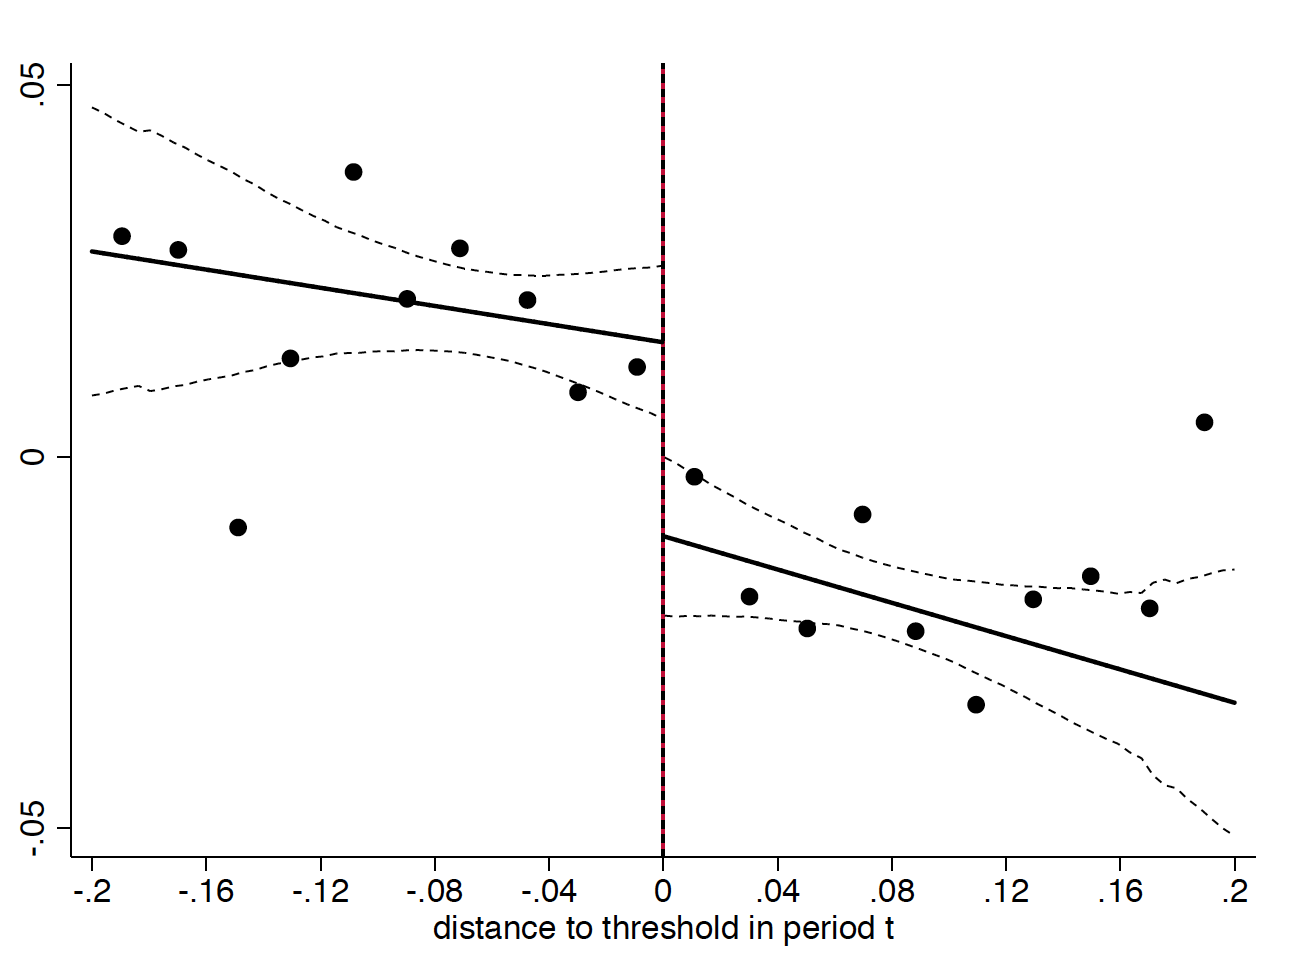 .05
0
-.05
-.2 -.16 -.12 -.08 -.04 0 .04 .08 .12 .16 .2
distance to threshold in period t